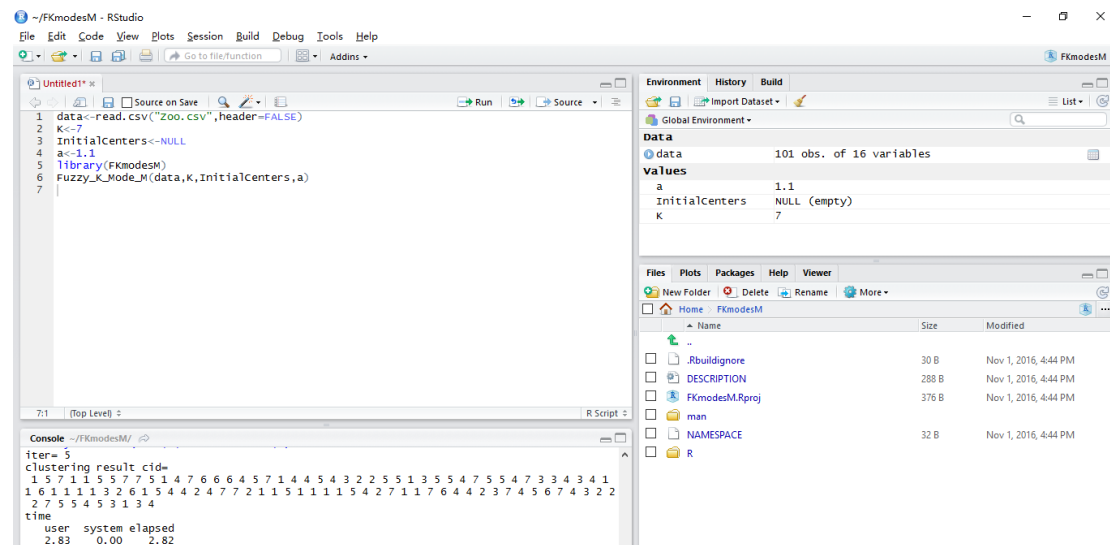 ~/FKmodesM - RStudio
File Edit Code View Plots Session Build Debug Tools Help
Go to file/function Addins FKmodesM
Untitled1*
Source on Save Run Source
1 data<-read.csv("Zoo.csv",header=FALSE)
2 K<-7
3 InitialCenters<-NULL
4 a<-1.1
5 library(FKmodesM)
6 Fuzzy_K_Mode_M(data,K,InitialCenters,a)
7
7:1 (Top Level) R Script
Console ~/FKmodesM/
iter= 5
clustering result cid=
1 5 7 1 1 5 5 7 7 5 1 4 7 6 6 6 4 5 7 1 4 4 5 4 3 2 2 5 5 1 3 5 5 4 7 5 5 4 7 3 3 4 3 4 1
1 6 1 1 1 1 3 2 6 1 5 4 4 2 4 7 7 2 1 1 5 1 1 1 1 5 4 2 7 1 1 7 6 4 4 2 3 7 4 5 6 7 4 3 2 2
2 7 5 5 4 5 3 1 3 4
time
user system elapsed
2.83 0.00 2.82
Environment History Build
Import Dataset List
Global Environment
Data
data 101 obs. of 16 variables
Values
a 1.1
InitialCenters NULL (empty)
K 7
Files Plots Packages Help Viewer
New Folder Delete Rename More
Home FKmodesM ...
Name Size Modified
..
.Rbuildignore 30 B Nov 1, 2016, 4:44 PM
DESCRIPTION 288 B Nov 1, 2016, 4:44 PM
FKmodesM.Rproj 376 B Nov 1, 2016, 4:44 PM
man
NAMESPACE 32 B Nov 1, 2016, 4:44 PM
R